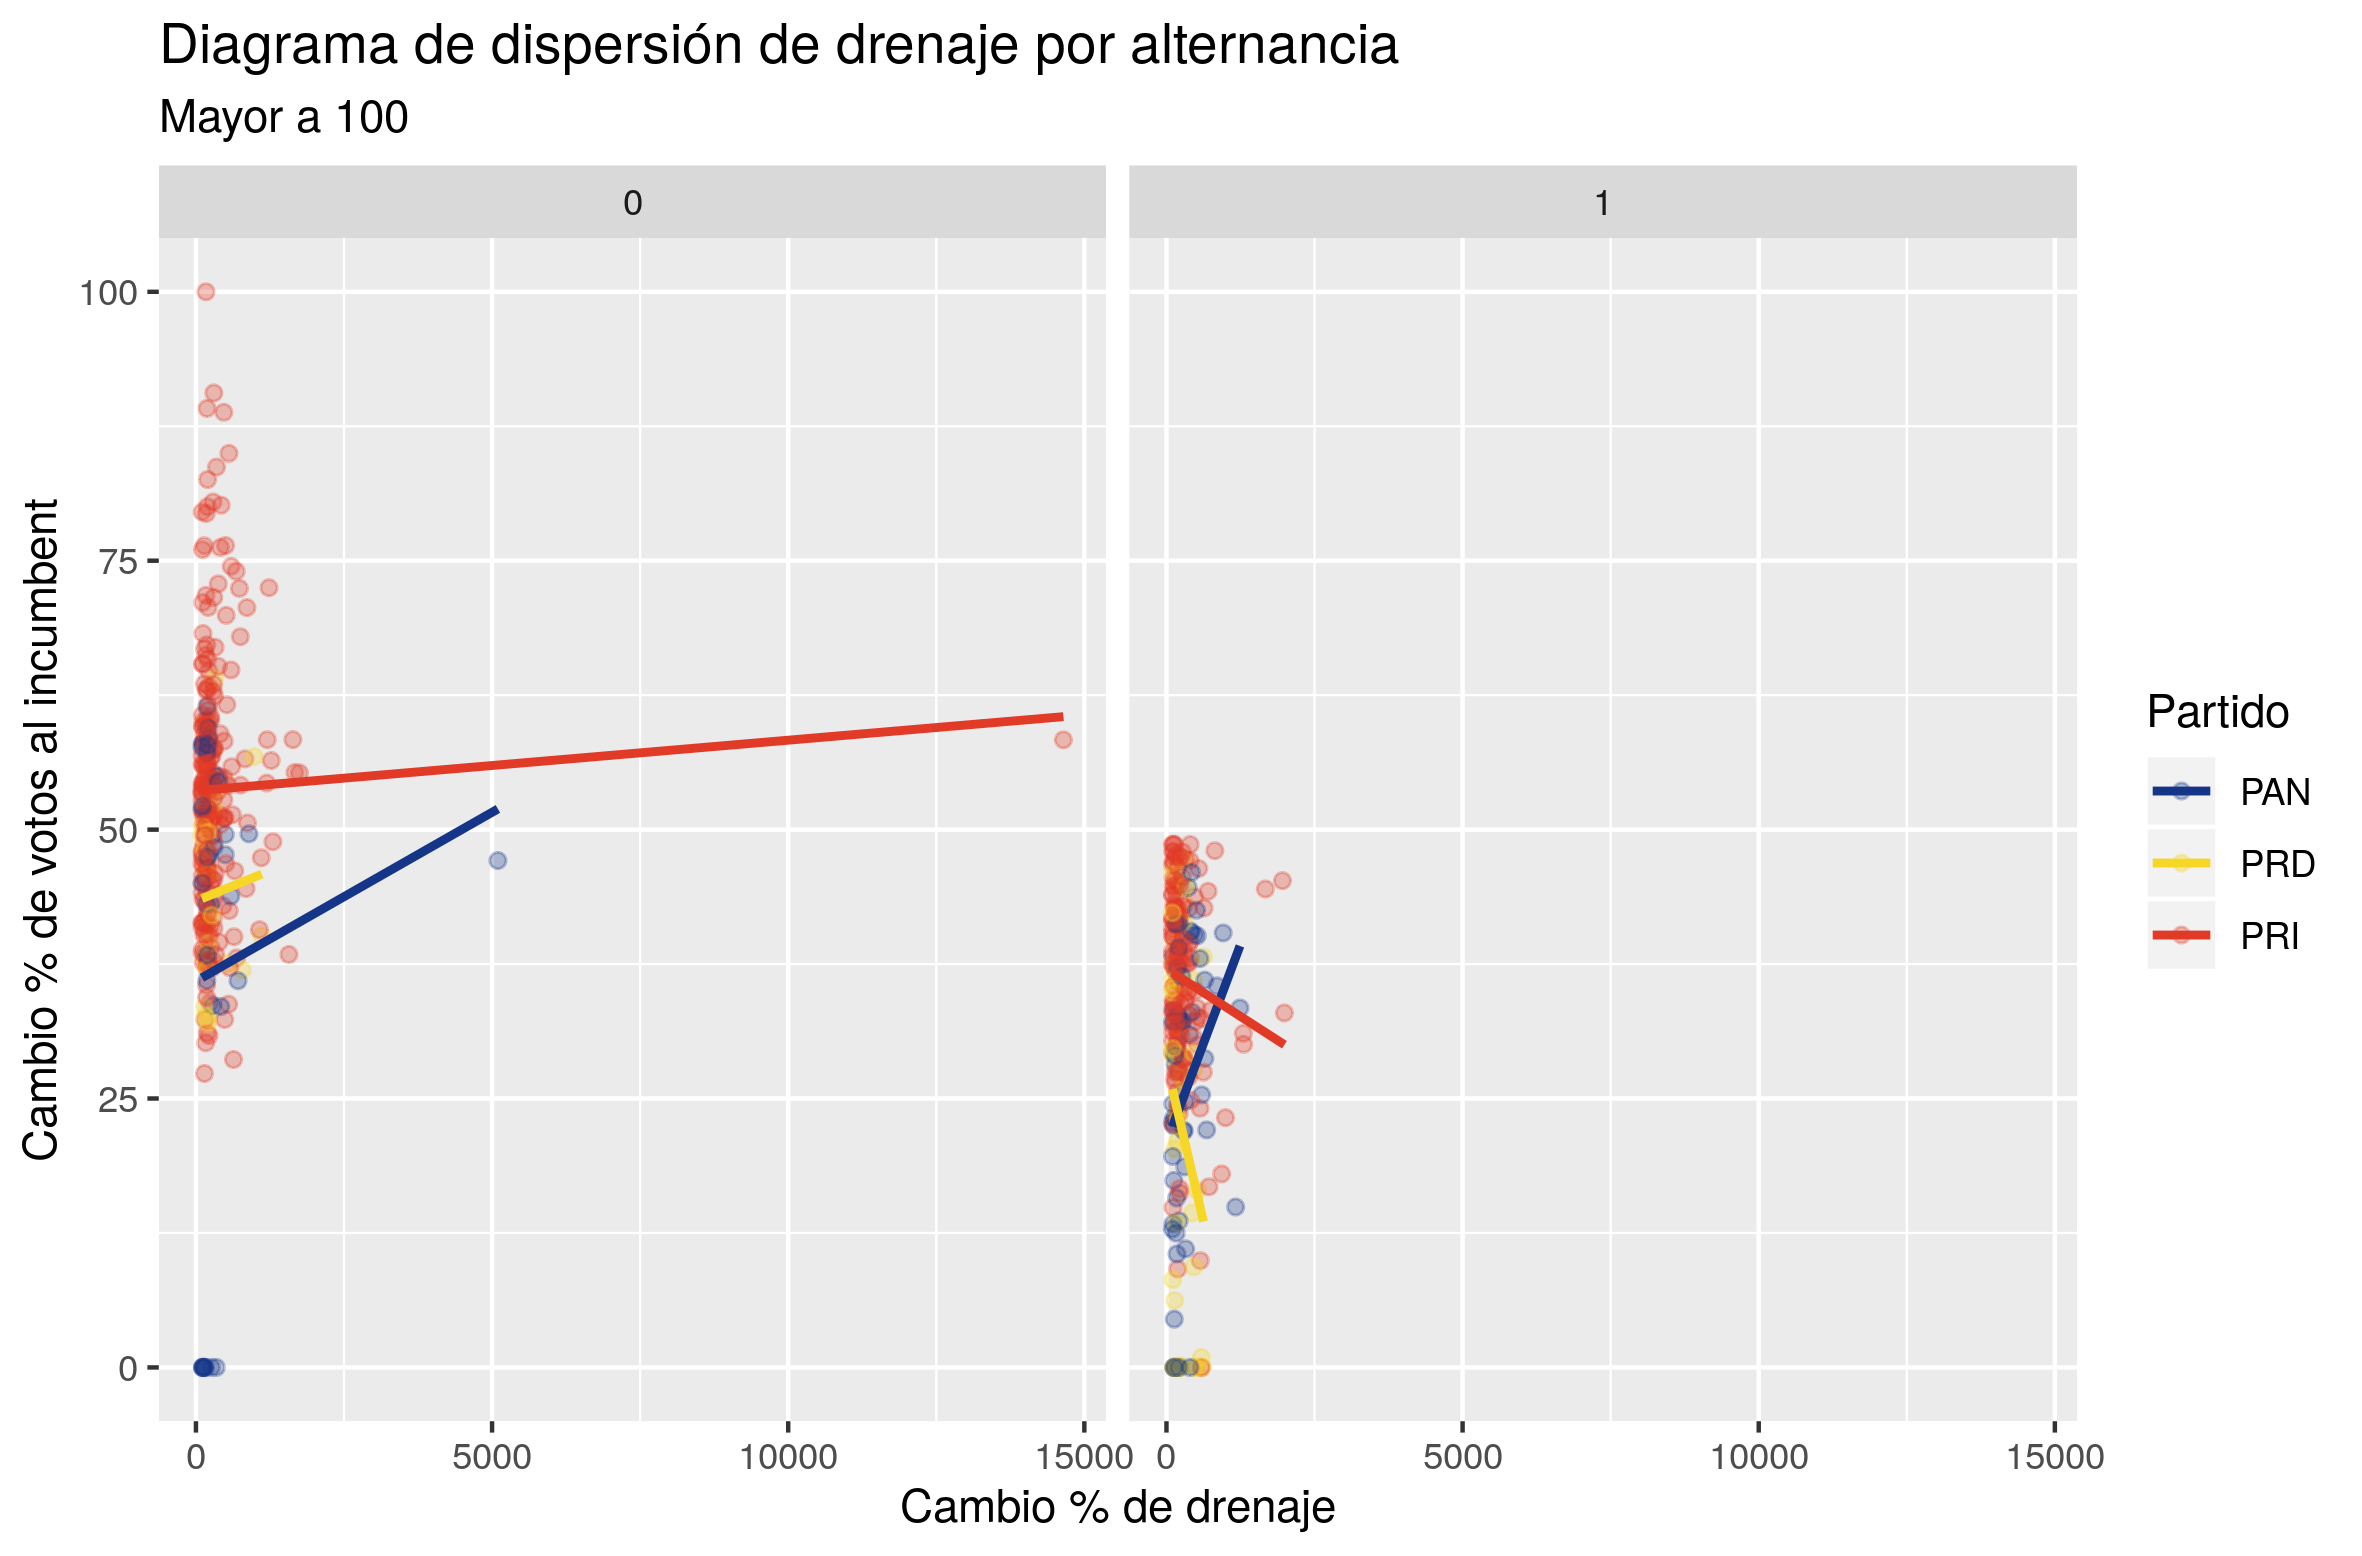 Diagrama de dispersión de drenaje por alternancia
Mayor a 100
0
1
100
75
50
25
0
Cambio % de votos al incumbent
0
5000
10000
15000
0
5000
10000
15000
Cambio % de drenaje
Partido
PAN
PRD
PRI